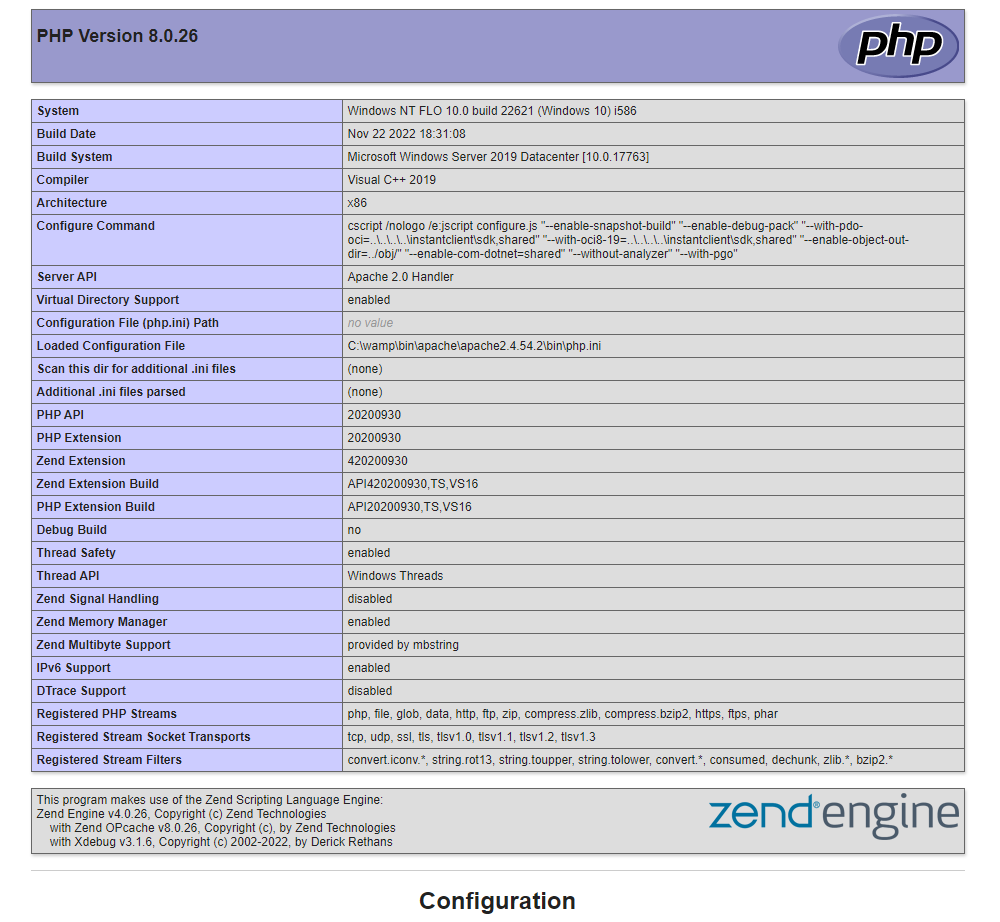 PHP Version 8.0.26
php
System Windows NT FLO 10.0 build 22621 (Windows 10) i586
Build Date Nov 22 2022 18:31:08
Build System Microsoft Windows Server 2019 Datacenter [10.0.17763]
Compiler Visual C++ 2019
Architecture x86
Configure Command cscript /nologo /e:jscript configure.js "--enable-snapshot-build" "--enable-debug-pack" "--with-pdo-
oci=..\..\..\..\instantclient\sdk,shared" "--with-oci8-19=..\..\..\..\instantclient\sdk,shared" "--enable-object-out-
dir=../obj/" "--enable-com-dotnet=shared" "--without-analyzer" "--with-pgo"
Server API Apache 2.0 Handler
Virtual Directory Support enabled
Configuration File (php.ini) Path no value
Loaded Configuration File C:\wamp\bin\apache\apache2.4.54.2\bin\php.ini
Scan this dir for additional .ini files (none)
Additional .ini files parsed (none)
PHP API 20200930
PHP Extension 20200930
Zend Extension 420200930
Zend Extension Build API420200930,TS,VS16
PHP Extension Build API20200930,TS,VS16
Debug Build no
Thread Safety enabled
Thread API Windows Threads
Zend Signal Handling disabled
Zend Memory Manager enabled
Zend Multibyte Support provided by mbstring
IPv6 Support enabled
DTrace Support disabled
Registered PHP Streams php, file, glob, data, http, ftp, zip, compress.zlib, compress.bzip2, https, ftps, phar
Registered Stream Socket Transports tcp, udp, ssl, tls, tlsv1.0, tlsv1.1, tlsv1.2, tlsv1.3
Registered Stream Filters convert.iconv.*, string.rot13, string.toupper, string.tolower, convert.*, consumed, dechunk, zlib.*, bzip2.*
This program makes use of the Zend Scripting Language Engine:
Zend Engine v4.0.26, Copyright (c) Zend Technologies
with Zend OPcache v8.0.26, Copyright (c), by Zend Technologies
with Xdebug v3.1.6, Copyright (c) 2002-2022, by Derick Rethans
zend® engine
Configuration